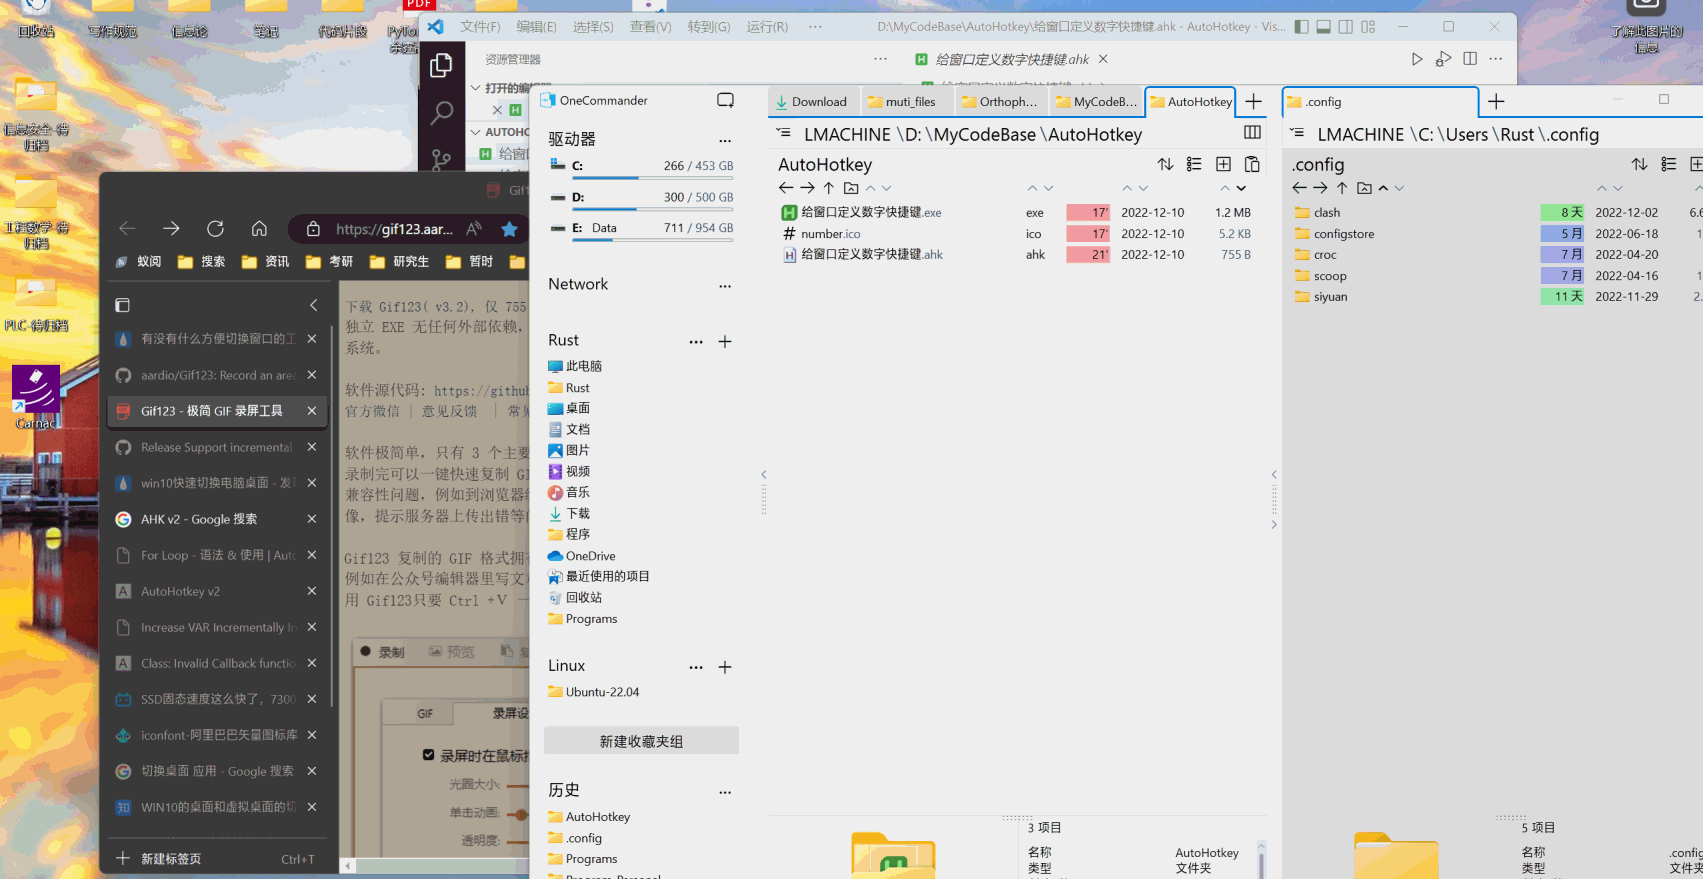 回收站
写作规范
信息论
笔记
代码片段
PDF
了解此图片的
信息
信息安全-待
归档
工程数学-待
归档
PLC-待归档
Carnac
文件(F) 编辑(E) 选择(S) 查看(V) 转到(G) 运行(R) ···
D:\MyCodeBase\AutoHotkey\给窗口定义数字快捷键.ahk - AutoHotkey - Vis...
资源管理器 ···
给窗口定义数字快捷键.ahk
打开的编辑器
AUTOHO
给窗口
Gif1
https://gif123.aar...
蚁阅 搜索 资讯 考研 研究生 暂时
有没有什么方便切换窗口的工
aardio/Gif123: Record an area
Gif123 - 极简 GIF 录屏工具
Release Support incremental
win10快速切换电脑桌面 - 发现
AHK v2 - Google 搜索
For Loop - 语法 & 使用 | Auto
AutoHotkey v2
Increase VAR Incrementally In
Class: Invalid Callback functio
SSD固态速度这么快了，7300
iconfont-阿里巴巴矢量图标库
切换桌面 应用 - Google 搜索
WIN10的桌面和虚拟桌面的切
新建标签页 Ctrl+T
下载 Gif123( v3.2), 仅 755
独立 EXE 无任何外部依赖,
系统。
软件源代码: https://github
官方微信 | 意见反馈 | 常见
软件极简单, 只有 3 个主要
录制完可以一键快速复制 GI
兼容性问题, 例如到浏览器编
像, 提示服务器上传出错等问
Gif123 复制的 GIF 格式拥有
例如在公众号编辑器里写文
用 Gif123只要 Ctrl +V 一
录制 预览
GIF 录屏设
录屏时在鼠标指
光圈大小:
单击动画:
透明度:
OneCommander
驱动器 ···
C: 266 / 453 GB
D: 300 / 500 GB
E: Data 711 / 954 GB
Network ···
Rust ···
此电脑
Rust
桌面
文档
图片
视频
音乐
下载
程序
OneDrive
最近使用的项目
回收站
Programs
Linux ···
Ubuntu-22.04
新建收藏夹组
历史 ···
AutoHotkey
.config
Programs
Program-Personal
Download muti_files Orthoph... MyCodeB... AutoHotkey
LMACHINE \D: \MyCodeBase \AutoHotkey
AutoHotkey
给窗口定义数字快捷键.exe exe 17' 2022-12-10 1.2 MB
number.ico ico 17' 2022-12-10 5.2 KB
给窗口定义数字快捷键.ahk ahk 21' 2022-12-10 755 B
3 项目
名称 AutoHotkey
类型 文件夹
.config
LMACHINE \C: \Users \Rust \.config
.config
clash 8 天 2022-12-02 6.6
configstore 5 月 2022-06-18 1
croc 7 月 2022-04-20
scoop 7 月 2022-04-16 1
siyuan 11 天 2022-11-29 2.
5 项目
名称 .config
类型 文件夹